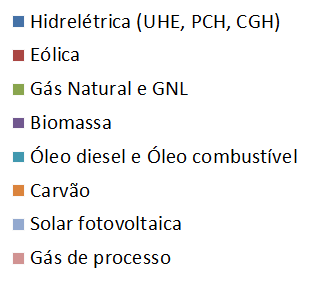 Hidrelétrica (UHE, PCH, CGH)
Eólica
Gás Natural e GNL
Biomassa
Óleo diesel e Óleo combustível
Carvão
Solar fotovoltaica
Gás de processo